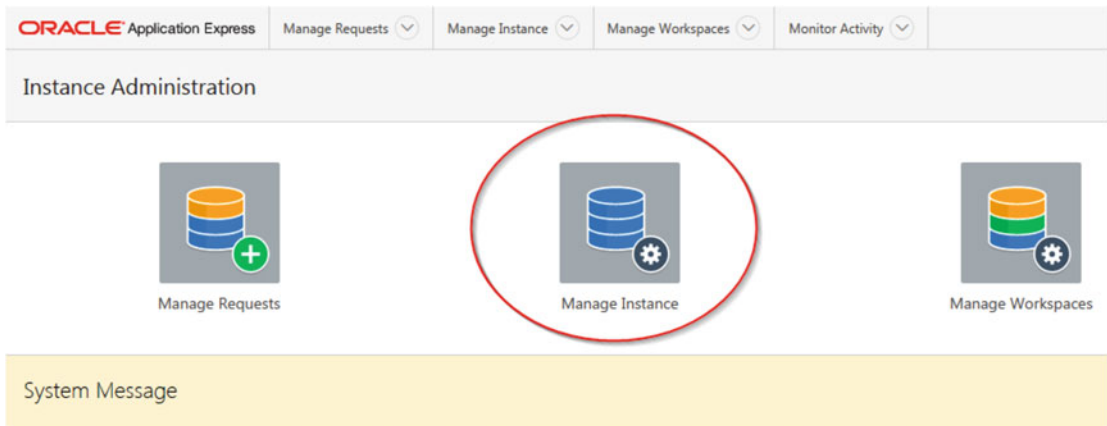 ORACLE Application Express Manage Requests Manage Instance Manage Workspaces Monitor Activity
Instance Administration
Manage Requests Manage Instance Manage Workspaces
System Message